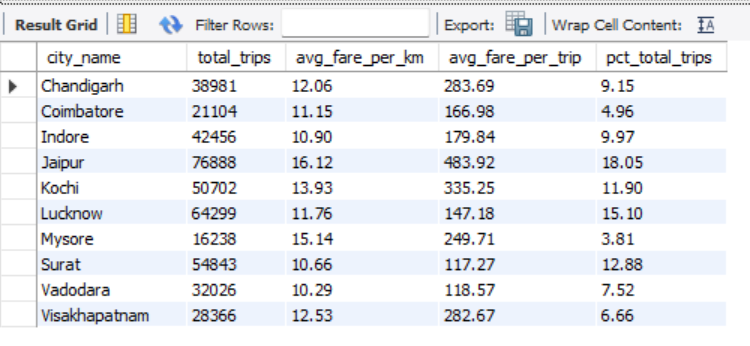 Result Grid Filter Rows: Export: Wrap Cell Content: IA
city_name total_trips avg_fare_per_km avg_fare_per_trip pct_total_trips
Chandigarh 38981 12.06 283.69 9.15
Coimbatore 21104 11.15 166.98 4.96
Indore 42456 10.90 179.84 9.97
Jaipur 76888 16.12 483.92 18.05
Kochi 50702 13.93 335.25 11.90
Lucknow 64299 11.76 147.18 15.10
Mysore 16238 15.14 249.71 3.81
Surat 54843 10.66 117.27 12.88
Vadodara 32026 10.29 118.57 7.52
Visakhapatnam 28366 12.53 282.67 6.66